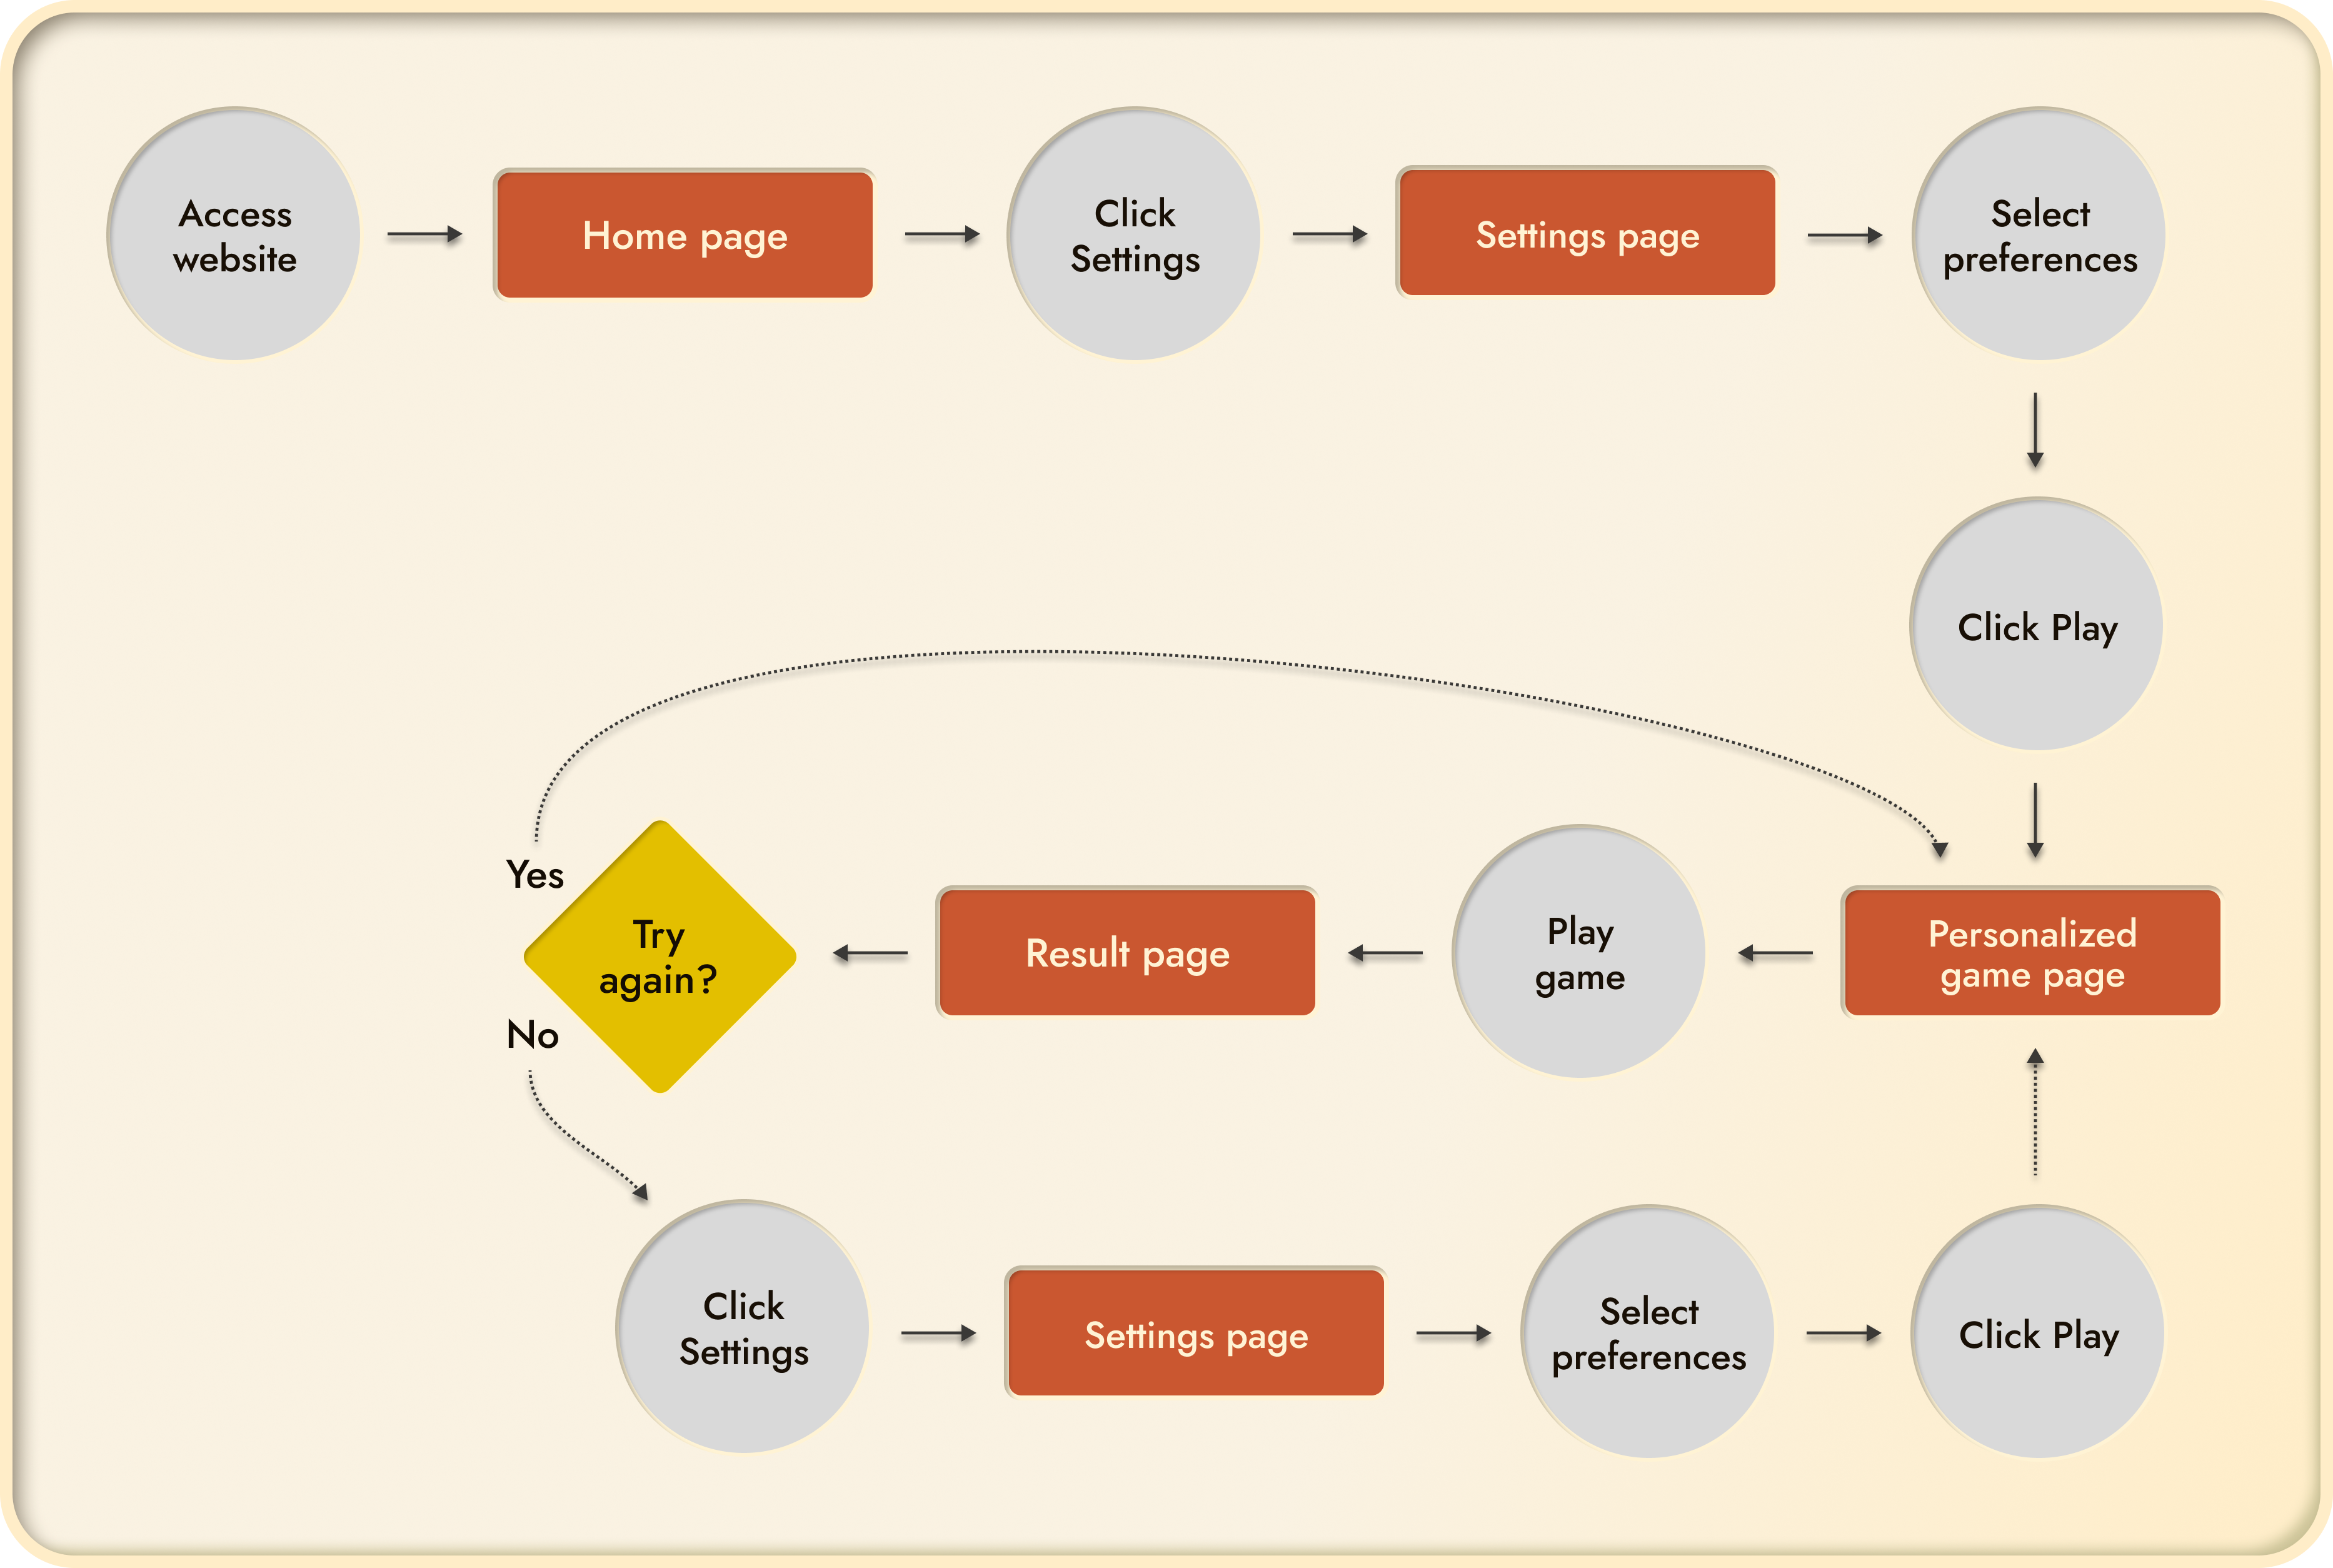 Access
website
Home page
Click
Settings
Settings page
Select
preferences
Click Play
Personalized
game page
Play
game
Result page
Try
again?
Yes
No
Click
Settings
Settings page
Select
preferences
Click Play